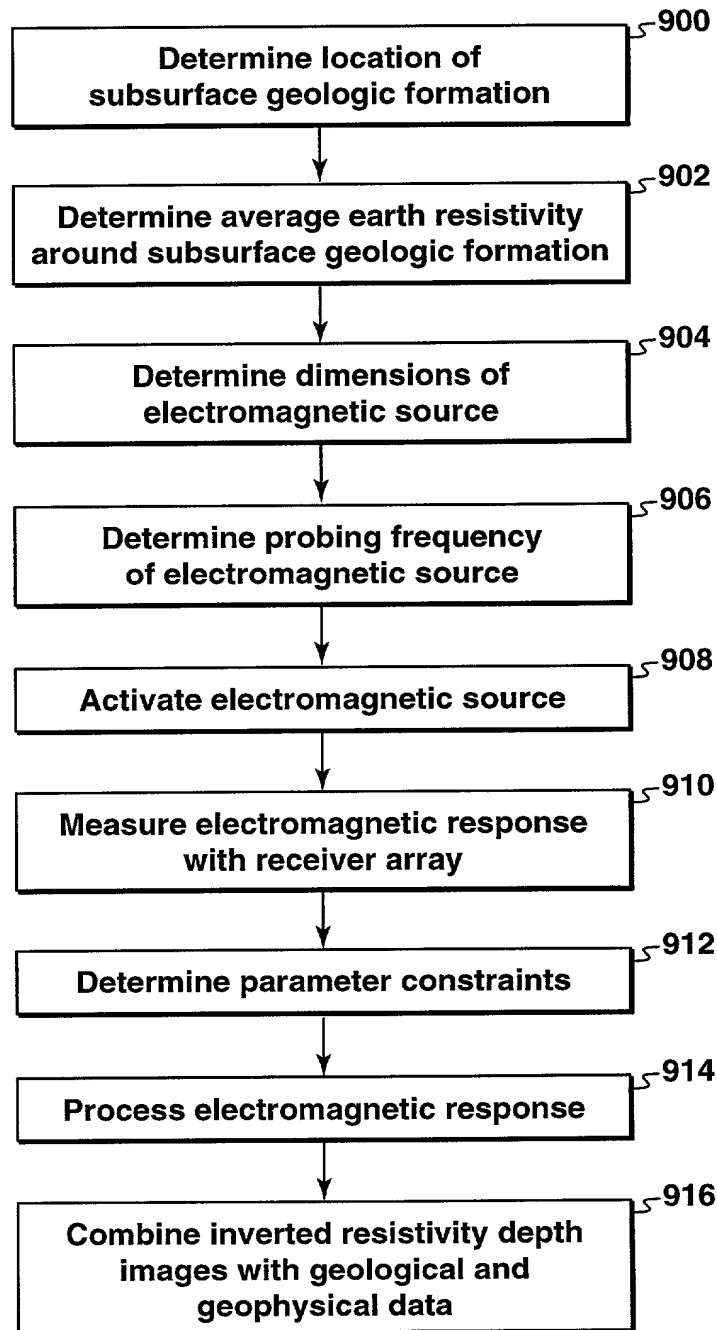 900
Determine location of
subsurface geologic formation
902
Determine average earth resistivity
around subsurface geologic formation
904
Determine dimensions of
electromagnetic source
906
Determine probing frequency
of electromagnetic source
908
Activate electromagnetic source
910
Measure electromagnetic response
with receiver array
912
Determine parameter constraints
914
Process electromagnetic response
916
Combine inverted resistivity depth
images with geological and
geophysical data